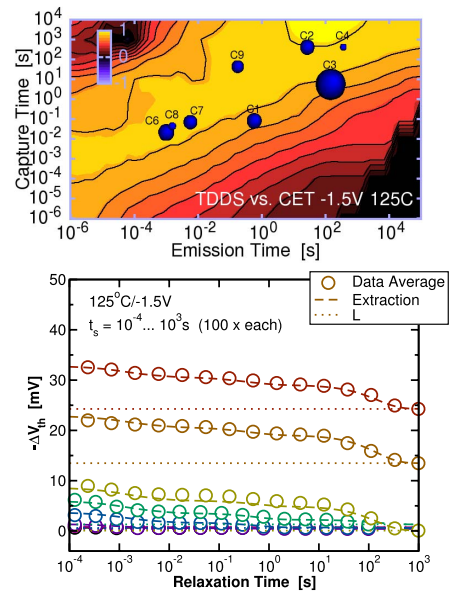 10^4
10^3
10^2
10^1
10^0
10^-1
10^-2
10^-3
10^-4
10^-5
10^-6
Capture Time [s]
1
0
1
C2
C4
C9
C3
C8
C7
C6
C1
TDDS vs. CET -1.5V 125C
10^-6 10^-4 10^-2 10^0 10^2 10^4
Emission Time [s]
50
40
30
20
10
0
-ΔV_th [mV]
Data Average
Extraction
L
125°C/-1.5V
t_s = 10^-4... 10^3s (100 x each)
10^-4 10^-3 10^-2 10^-1 10^0 10^1 10^2 10^3
Relaxation Time [s]